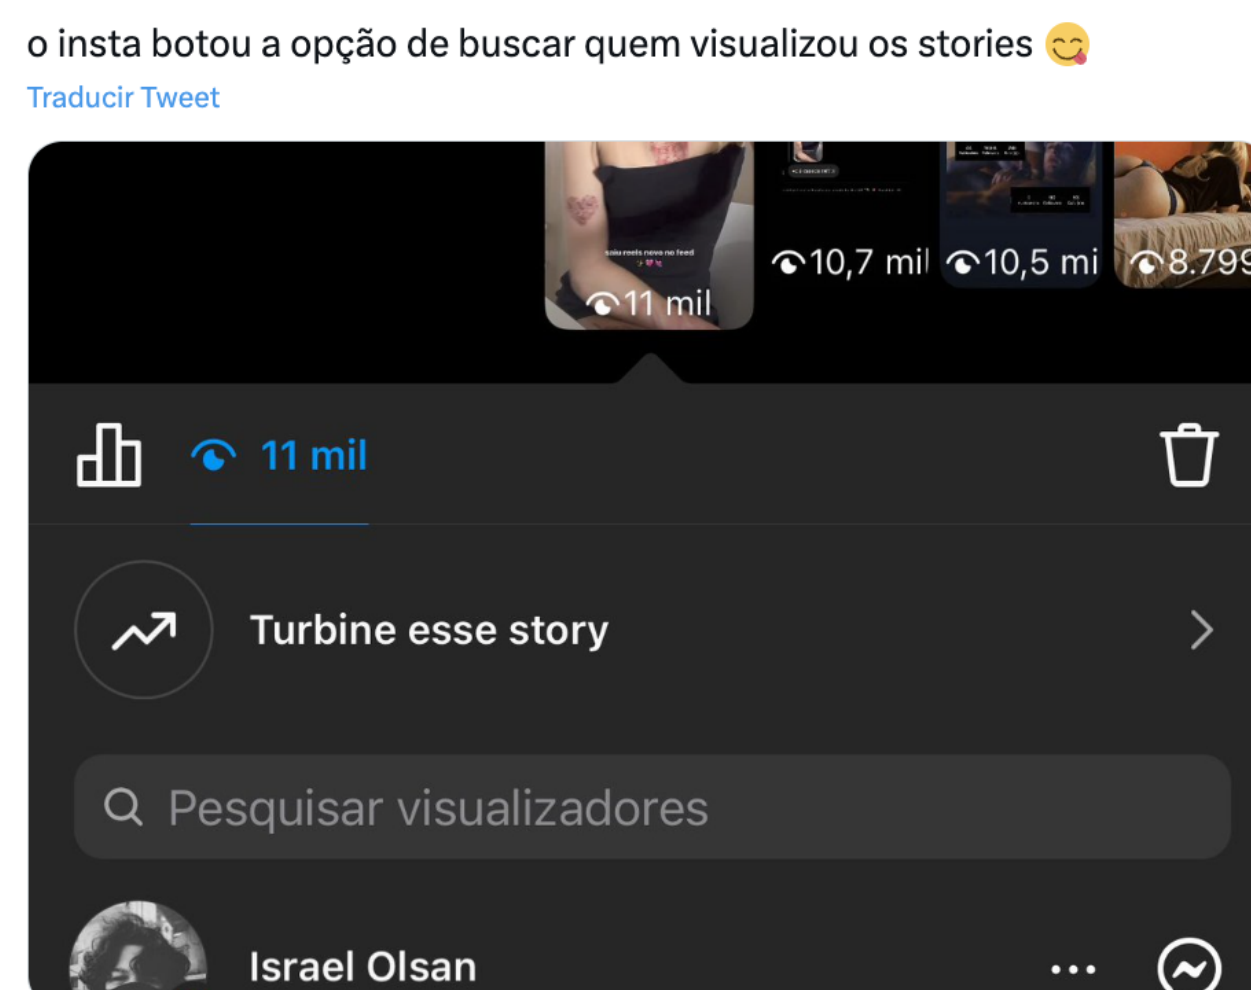 o insta botou a opção de buscar quem visualizou os stories 😋
Traducir Tweet
saiu reels novo no feed
11 mil
10,7 mil
10,5 mi
8.799
11 mil
Turbine esse story
Pesquisar visualizadores
Israel Olsan